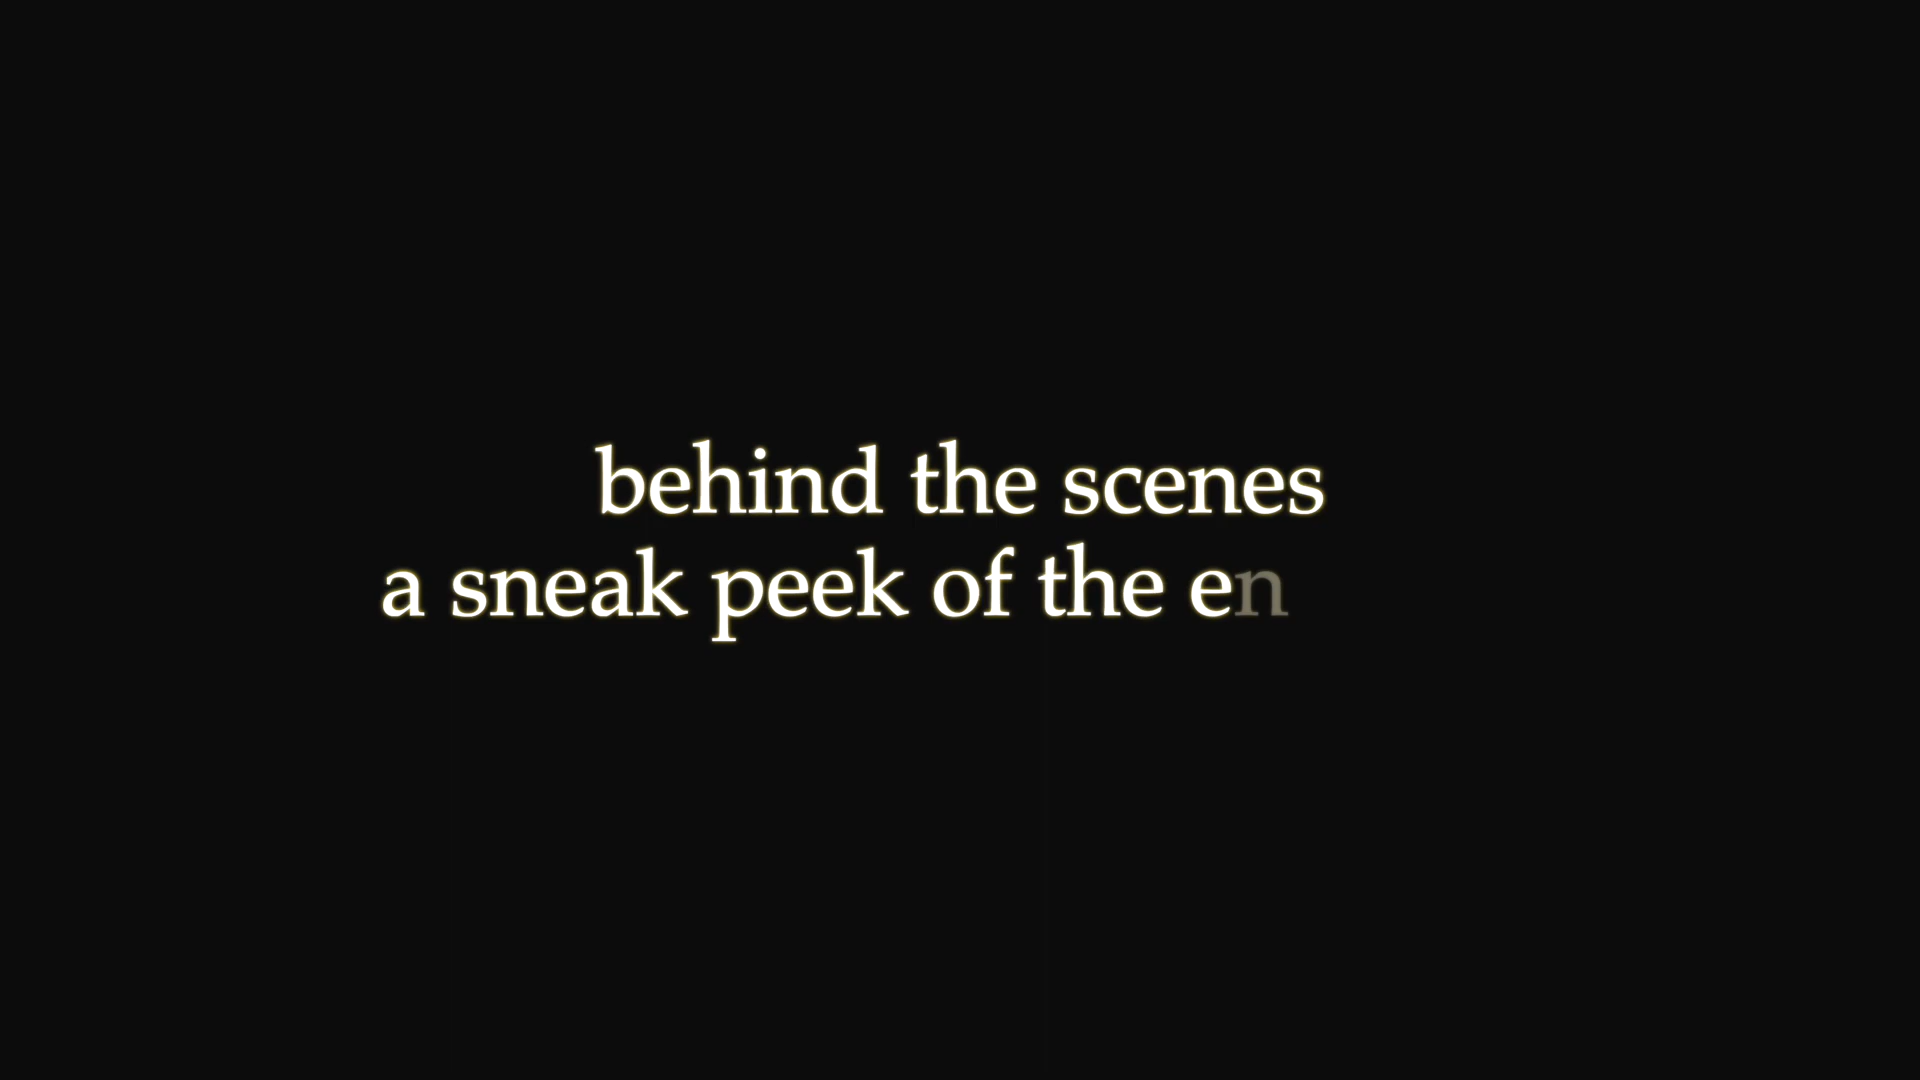 behind the scenes
a sneak peek of the en